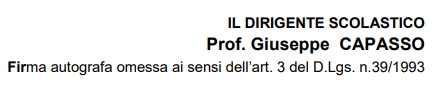 IL DIRIGENTE SCOLASTICO
Prof. Giuseppe CAPASSO
Firma autografa omessa ai sensi dell'art. 3 del D.Lgs. n.39/1993